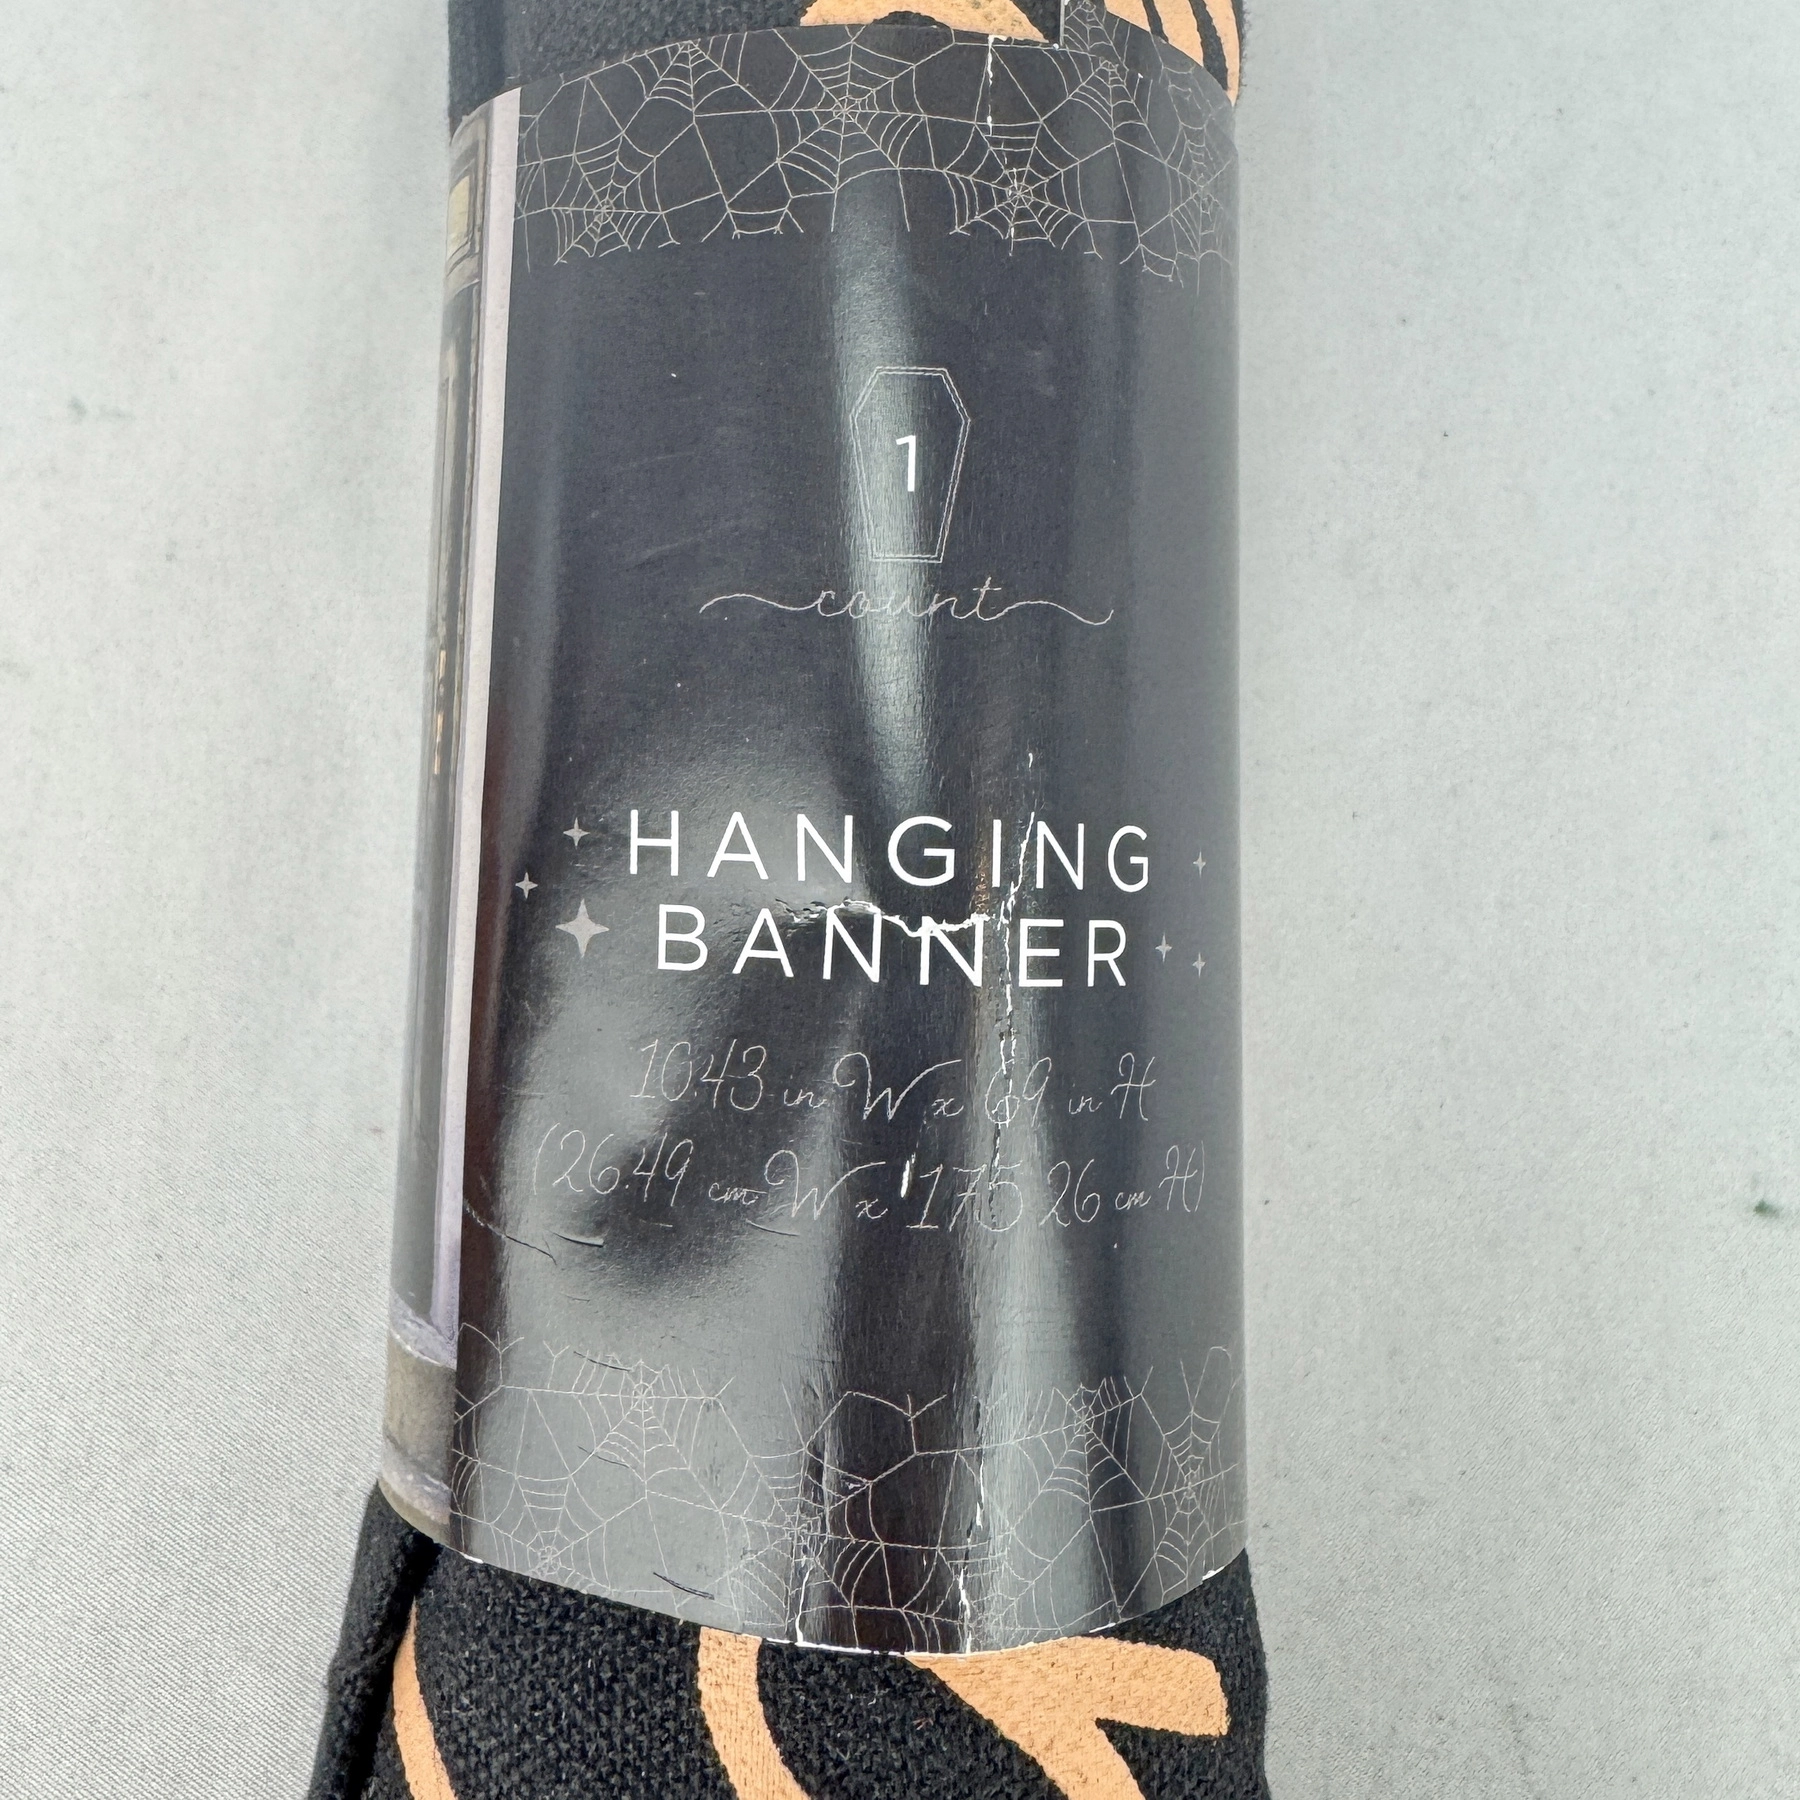 1
count
HANGING
BANNER
10.43 in W x 69 in H
(26.49 cm W x 175.26 cm H)